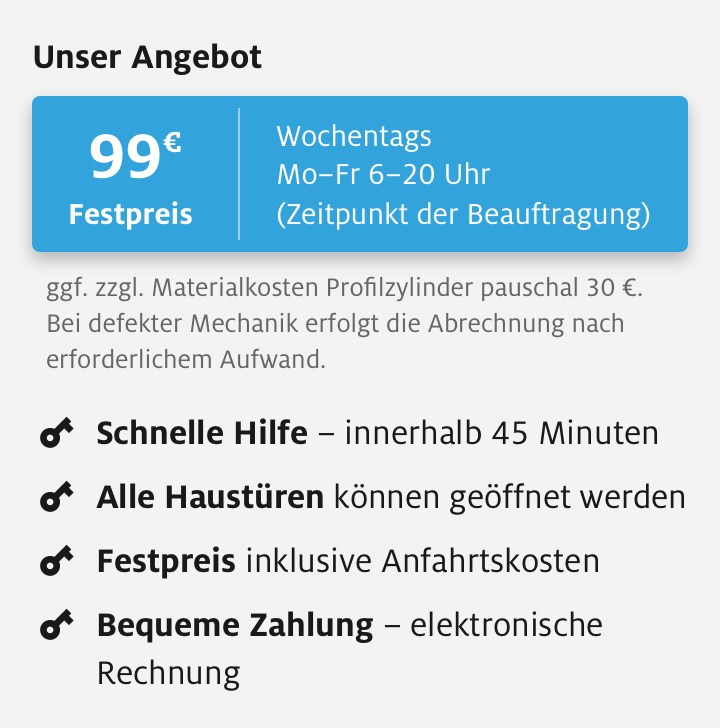 Unser Angebot
99€
Festpreis
Wochentags
Mo–Fr 6–20 Uhr
(Zeitpunkt der Beauftragung)
ggf. zzgl. Materialkosten Profilzylinder pauschal 30 €.
Bei defekter Mechanik erfolgt die Abrechnung nach
erforderlichem Aufwand.
Schnelle Hilfe – innerhalb 45 Minuten
Alle Haustüren können geöffnet werden
Festpreis inklusive Anfahrtskosten
Bequeme Zahlung – elektronische
Rechnung